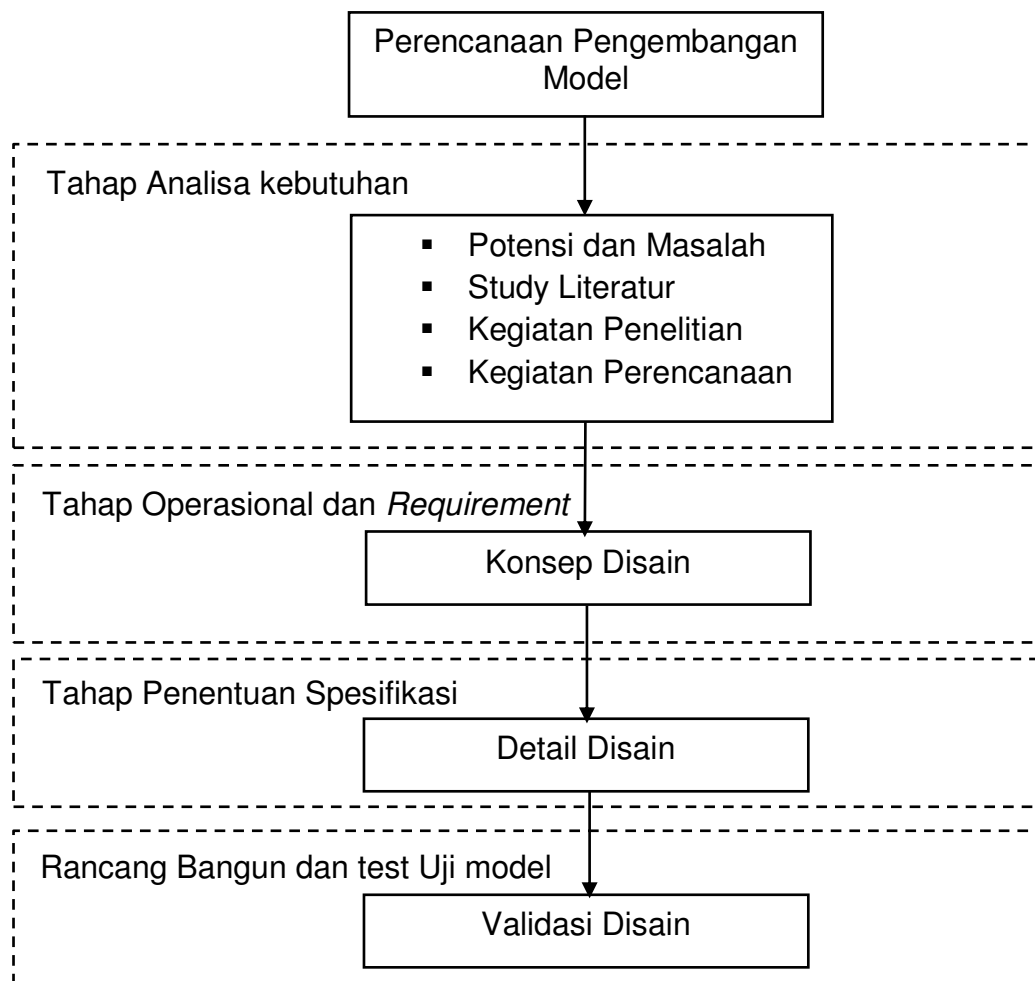 Perencanaan Pengembangan
Model
Tahap Analisa kebutuhan
▪ Potensi dan Masalah
▪ Study Literatur
▪ Kegiatan Penelitian
▪ Kegiatan Perencanaan
Tahap Operasional dan Requirement
Konsep Disain
Tahap Penentuan Spesifikasi
Detail Disain
Rancang Bangun dan test Uji model
Validasi Disain